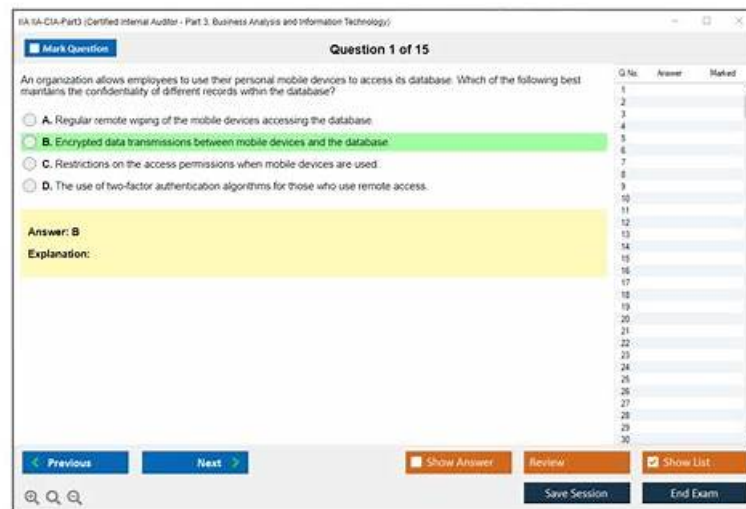 IIA IIA-CIA-Part3 (Certified Internal Auditor - Part 3, Business Analysis and Information Technology)
Mark Question
Question 1 of 15
An organization allows employees to use their personal mobile devices to access its database. Which of the following best
maintains the confidentiality of different records within the database?
A. Regular remote wiping of the mobile devices accessing the database.
B. Encrypted data transmissions between mobile devices and the database.
C. Restrictions on the access permissions when mobile devices are used.
D. The use of two-factor authentication algorithms for those who use remote access.
Answer: B
Explanation:
Q.No. Answer Marked
1
2
3
4
5
6
7
8
9
10
11
12
13
14
15
16
17
18
19
20
21
22
23
24
25
26
27
28
29
30
Previous
Next
Show Answer
Review
Show List
Save Session
End Exam